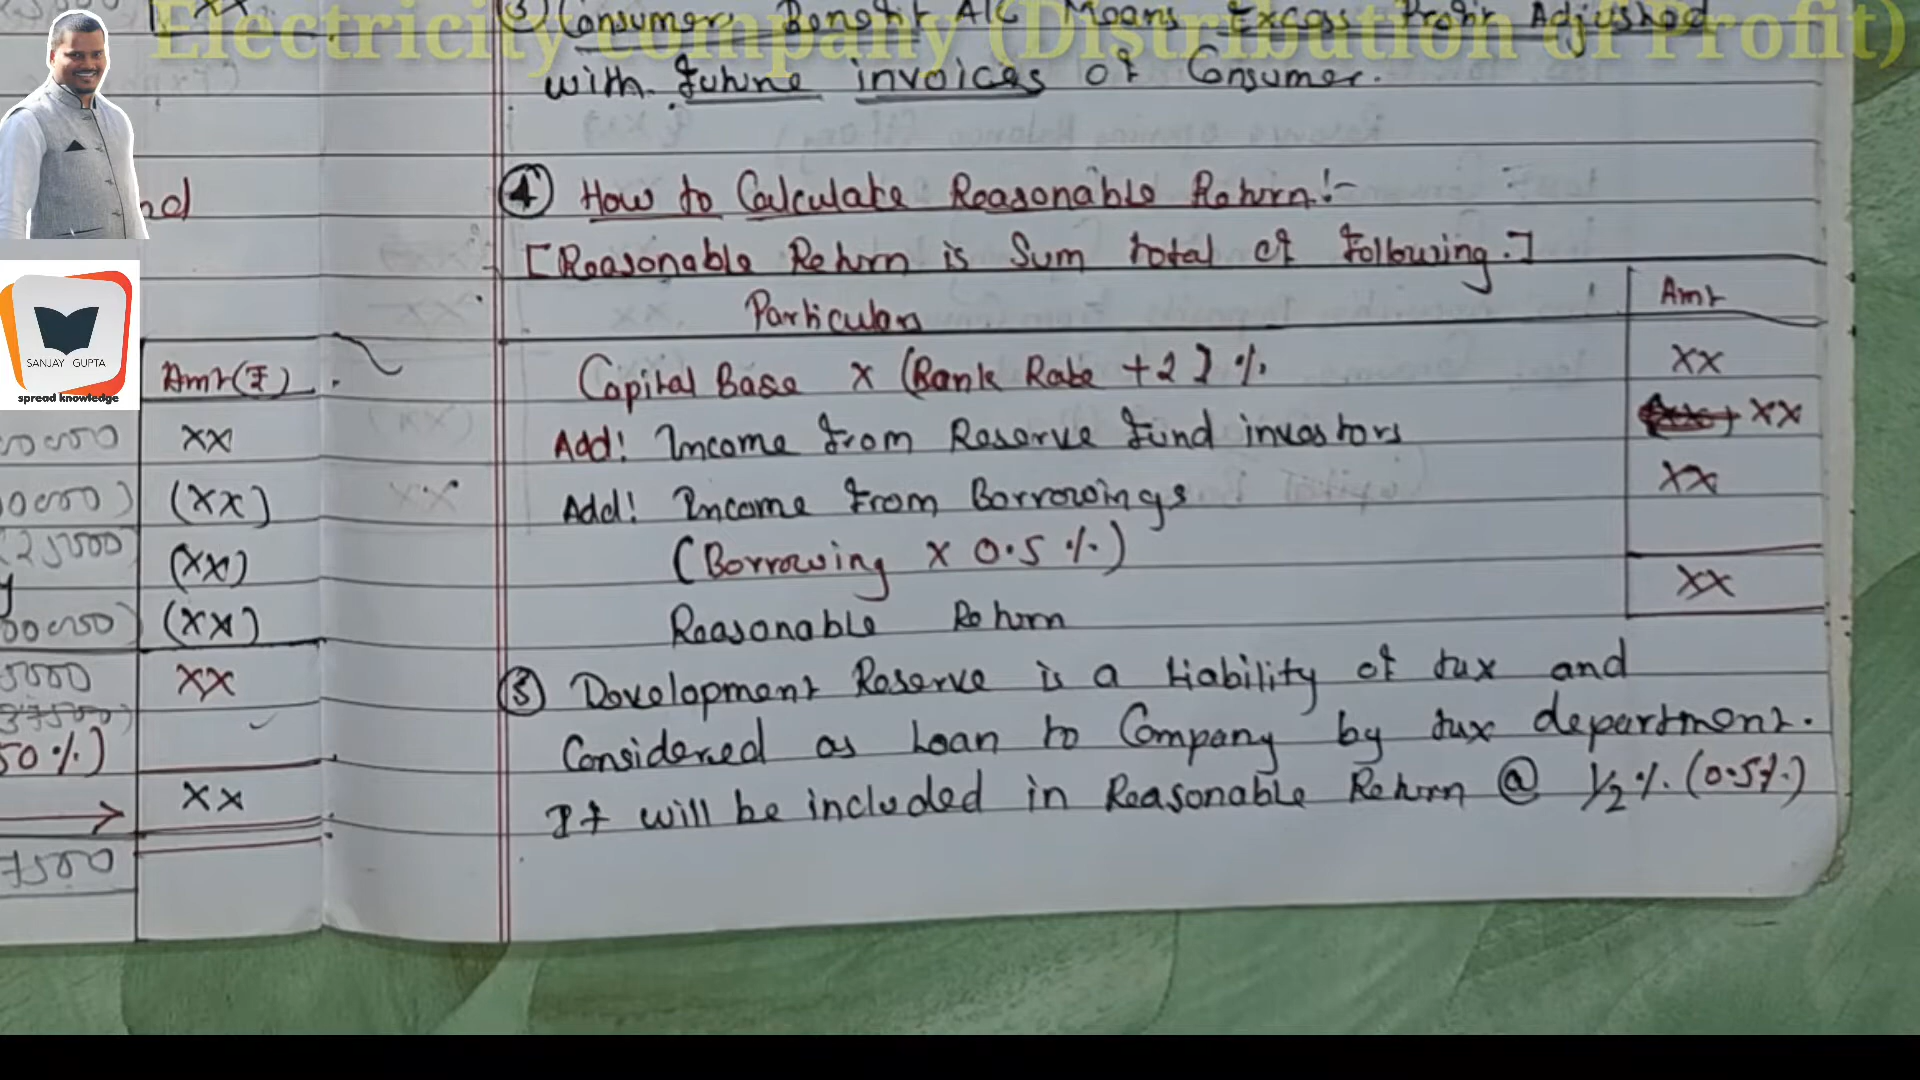 Electricity company (Distribution of Profit)
③ Consumer Benefit A/C Means Excess Profit Adjusted
with future invoices of Consumer.
④ How to Calculate Reasonable Return:-
[Reasonable Return is Sum total of following.]
Particulars Amt
Capital Base x (Bank Rate + 2) % XX
Add: Income from Reserve fund investors XX
Add: Income from Borrowings XX
(Borrowing x 0.5%)
Reasonable Return XX
⑤ Development Reserve is a liability of tax and
Considered as loan to Company by tax department.
It will be included in Reasonable Return @ 1/2 % (0.5%)
SANJAY GUPTA
spread knowledge
Amt (₹)
XX
(XX)
(XX)
(XX)
XX
50%)
XX
7500